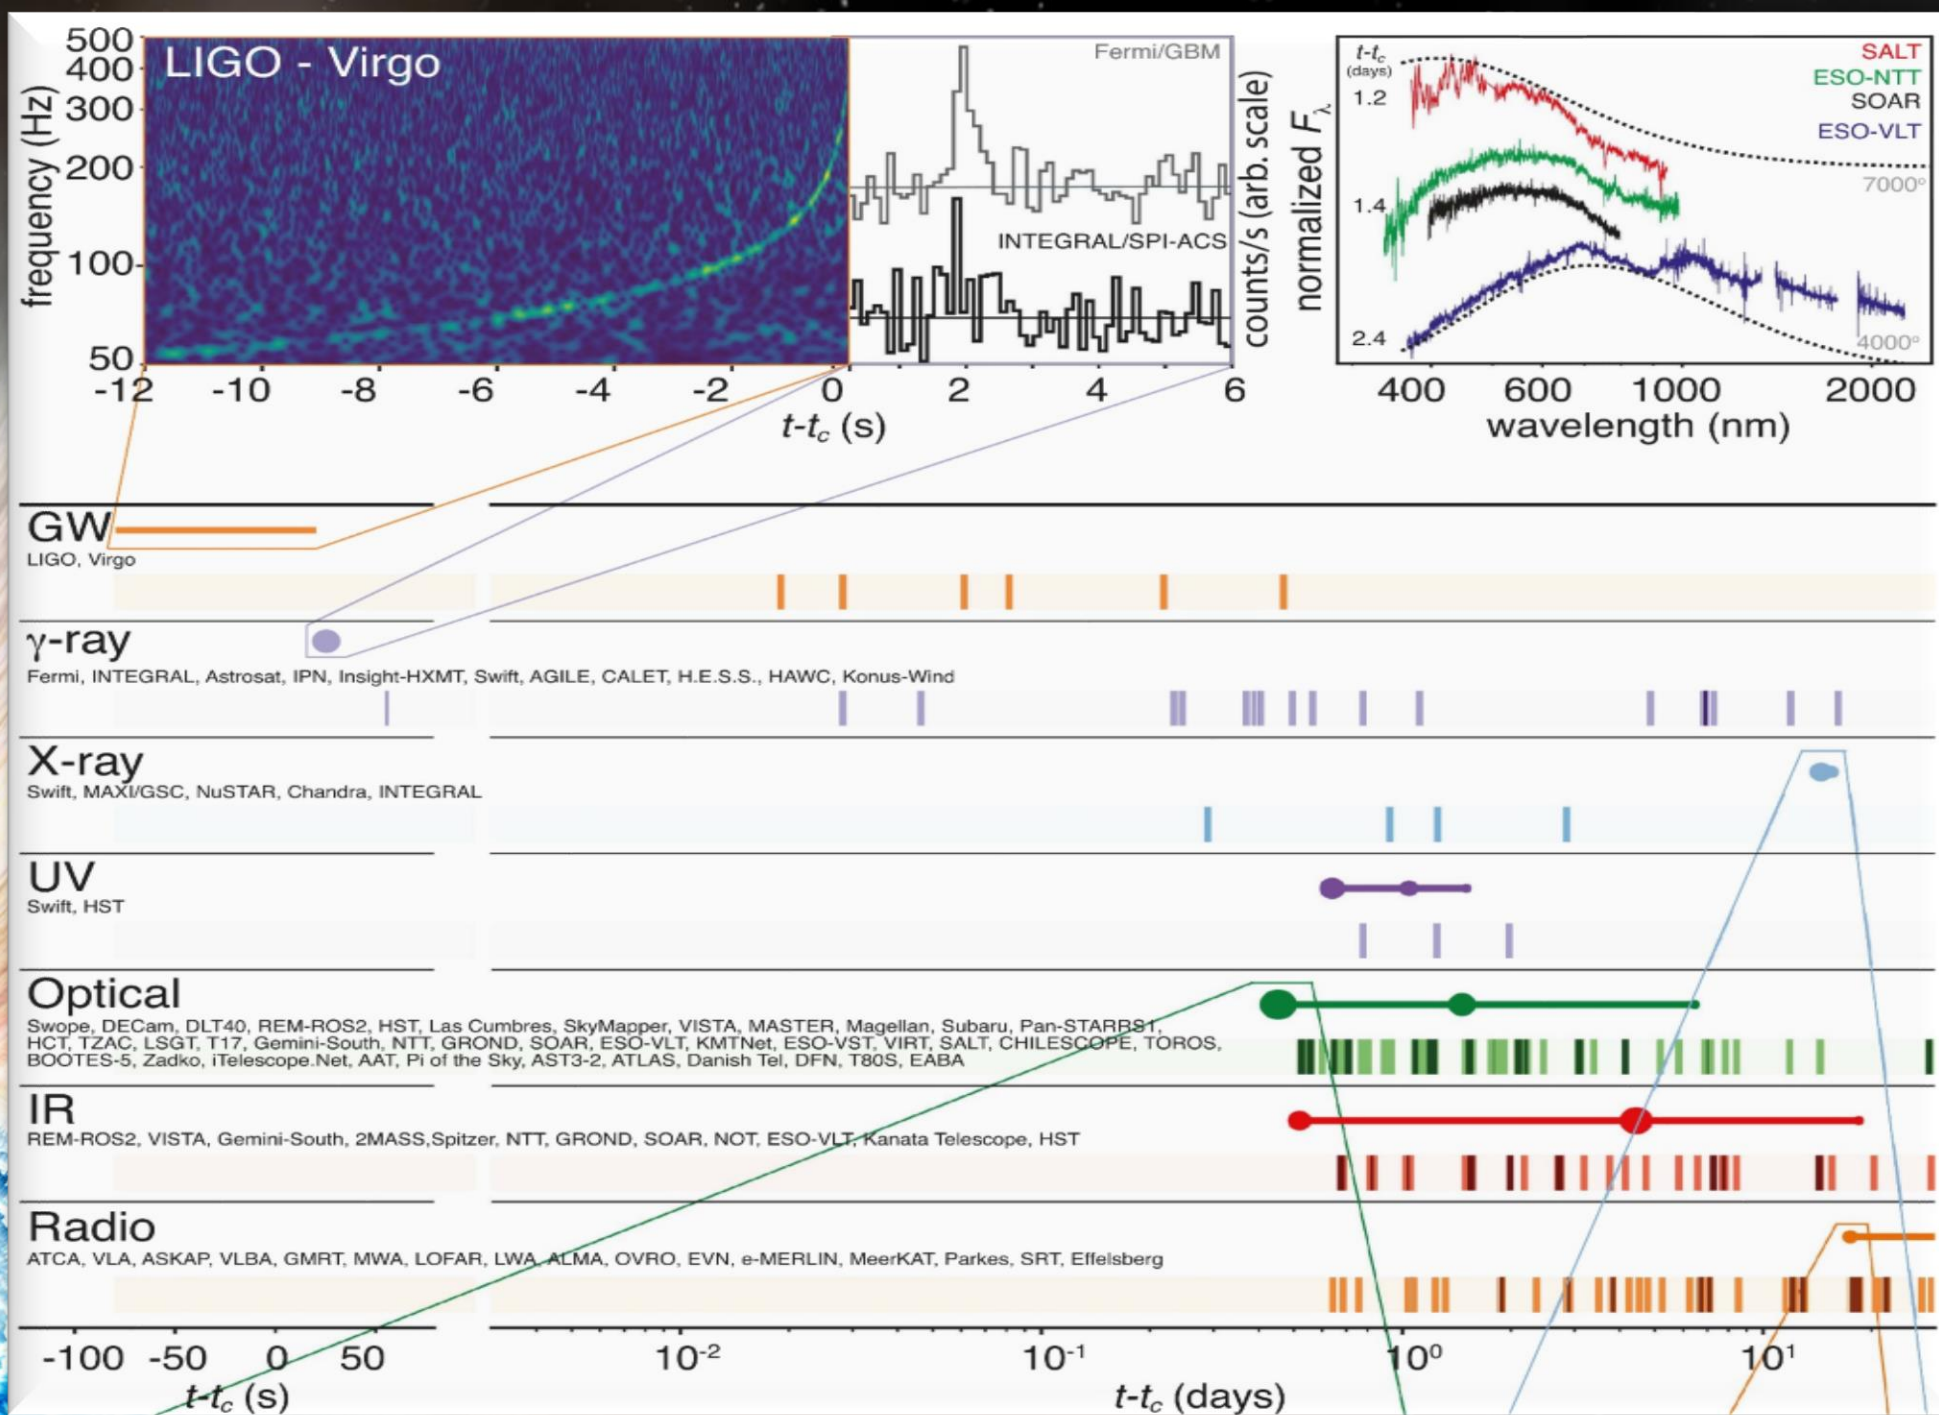 500
400
300
200
100
50
frequency (Hz)
LIGO - Virgo
Fermi/GBM
INTEGRAL/SPI-ACS
counts/s (arb. scale)
-12 -10 -8 -6 -4 -2 0 2 4 6
t-tc (s)
normalized Fλ
t-tc
(days)
1.2
1.4
2.4
SALT
ESO-NTT
SOAR
ESO-VLT
7000°
4000°
400 600 1000 2000
wavelength (nm)
GW
LIGO, Virgo
γ-ray
Fermi, INTEGRAL, Astrosat, IPN, Insight-HXMT, Swift, AGILE, CALET, H.E.S.S., HAWC, Konus-Wind
X-ray
Swift, MAXI/GSC, NuSTAR, Chandra, INTEGRAL
UV
Swift, HST
Optical
Swope, DECam, DLT40, REM-ROS2, HST, Las Cumbres, SkyMapper, VISTA, MASTER, Magellan, Subaru, Pan-STARRS1,
HCT, TZAC, LSGT, T17, Gemini-South, NTT, GROND, SOAR, ESO-VLT, KMTNet, ESO-VST, VIRT, SALT, CHILESCOPE, TOROS,
BOOTES-5, Zadko, iTelescope.Net, AAT, Pi of the Sky, AST3-2, ATLAS, Danish Tel, DFN, T80S, EABA
IR
REM-ROS2, VISTA, Gemini-South, 2MASS,Spitzer, NTT, GROND, SOAR, NOT, ESO-VLT, Kanata Telescope, HST
Radio
ATCA, VLA, ASKAP, VLBA, GMRT, MWA, LOFAR, LWA, ALMA, OVRO, EVN, e-MERLIN, MeerKAT, Parkes, SRT, Effelsberg
-100 -50 0 50 10-2 10-1 100 101
t-tc (s) t-tc (days)